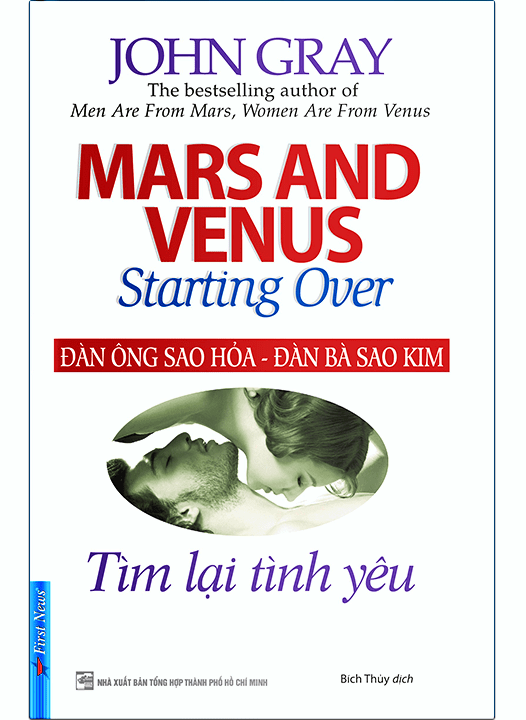 JOHN GRAY
The bestselling author of
Men Are From Mars, Women Are From Venus
MARS AND
VENUS
Starting Over
ĐÀN ÔNG SAO HỎA - ĐÀN BÀ SAO KIM
Tìm lại tình yêu
First News
NHÀ XUẤT BẢN TỔNG HỢP THÀNH PHỐ HỒ CHÍ MINH
Bích Thủy dịch